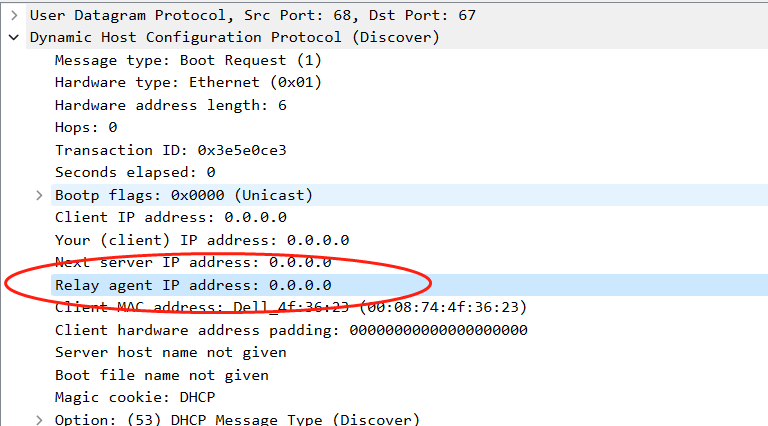 User Datagram Protocol, Src Port: 68, Dst Port: 67
Dynamic Host Configuration Protocol (Discover)
Message type: Boot Request (1)
Hardware type: Ethernet (0x01)
Hardware address length: 6
Hops: 0
Transaction ID: 0x3e5e0ce3
Seconds elapsed: 0
Bootp flags: 0x0000 (Unicast)
Client IP address: 0.0.0.0
Your (client) IP address: 0.0.0.0
Next server IP address: 0.0.0.0
Relay agent IP address: 0.0.0.0
Client MAC address: Dell_4f:36:23 (00:08:74:4f:36:23)
Client hardware address padding: 00000000000000000000
Server host name not given
Boot file name not given
Magic cookie: DHCP
Option: (53) DHCP Message Type (Discover)